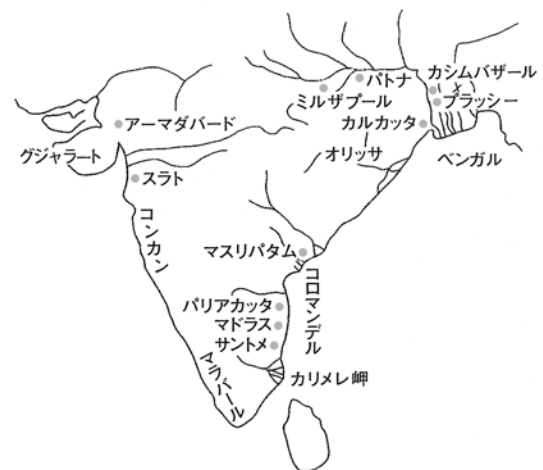 パトナ
カシムバザール
ミルザプール
プラッシー
アーマダバード
カルカッタ
グジャラート
オリッサ
ベンガル
スラト
コンカン
マスリパタム
コロマンデル
パリアカッタ
マドラス
サントメ
マラバール
カリメレ岬